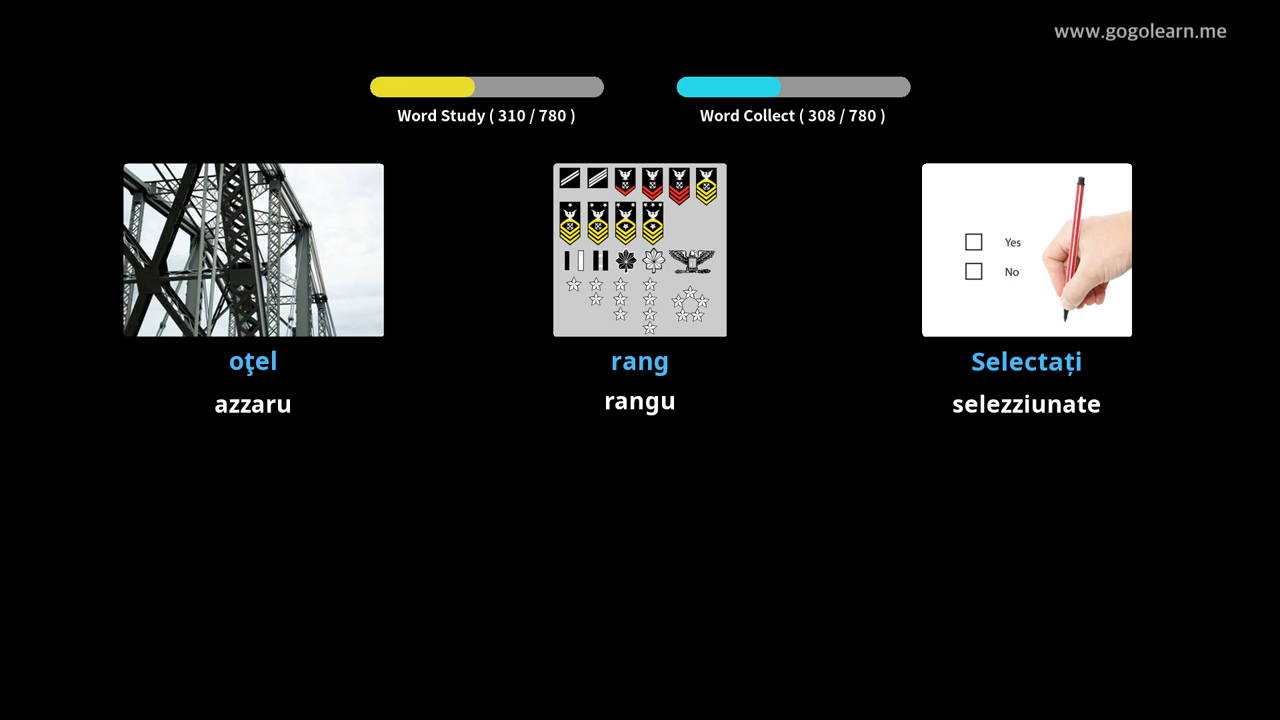 www.gogolearn.me
Word Study ( 310 / 780 )
Word Collect ( 308 / 780 )
Yes
No
oţel
rang
Selectați
azzaru
rangu
selezziunate